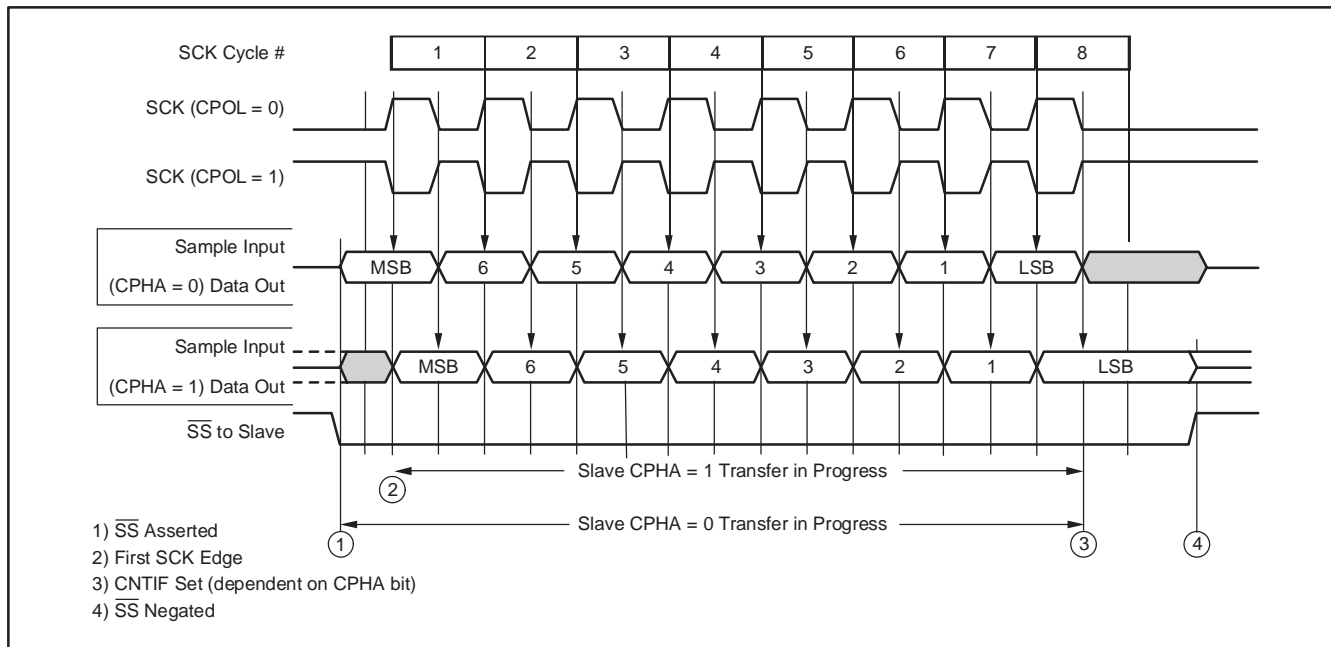 SCK Cycle # 1 2 3 4 5 6 7 8
SCK (CPOL = 0)
SCK (CPOL = 1)
Sample Input
MSB 6 5 4 3 2 1 LSB
(CPHA = 0) Data Out
Sample Input
MSB 6 5 4 3 2 1 LSB
(CPHA = 1) Data Out
SS to Slave
Slave CPHA = 1 Transfer in Progress
2
Slave CPHA = 0 Transfer in Progress
1 3 4
1) SS Asserted
2) First SCK Edge
3) CNTIF Set (dependent on CPHA bit)
4) SS Negated